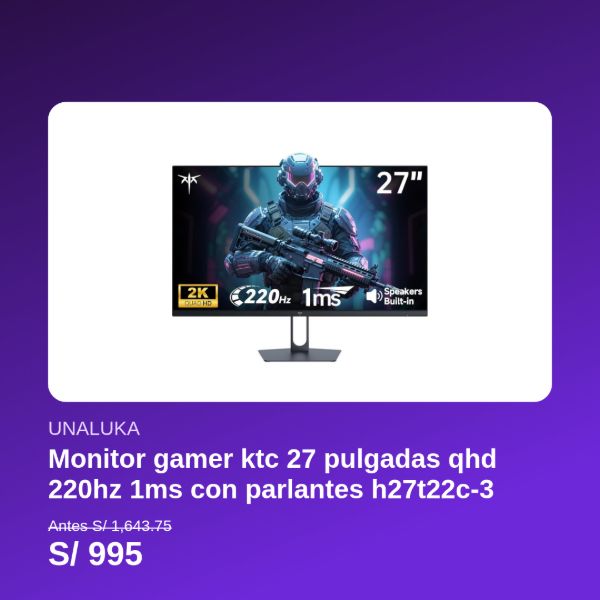 27"
2K
QUAD HD
220Hz
1ms
Speakers
Built-in
UNALUKA
Monitor gamer ktc 27 pulgadas qhd
220hz 1ms con parlantes h27t22c-3
Antes S/ 1,643.75
S/ 995